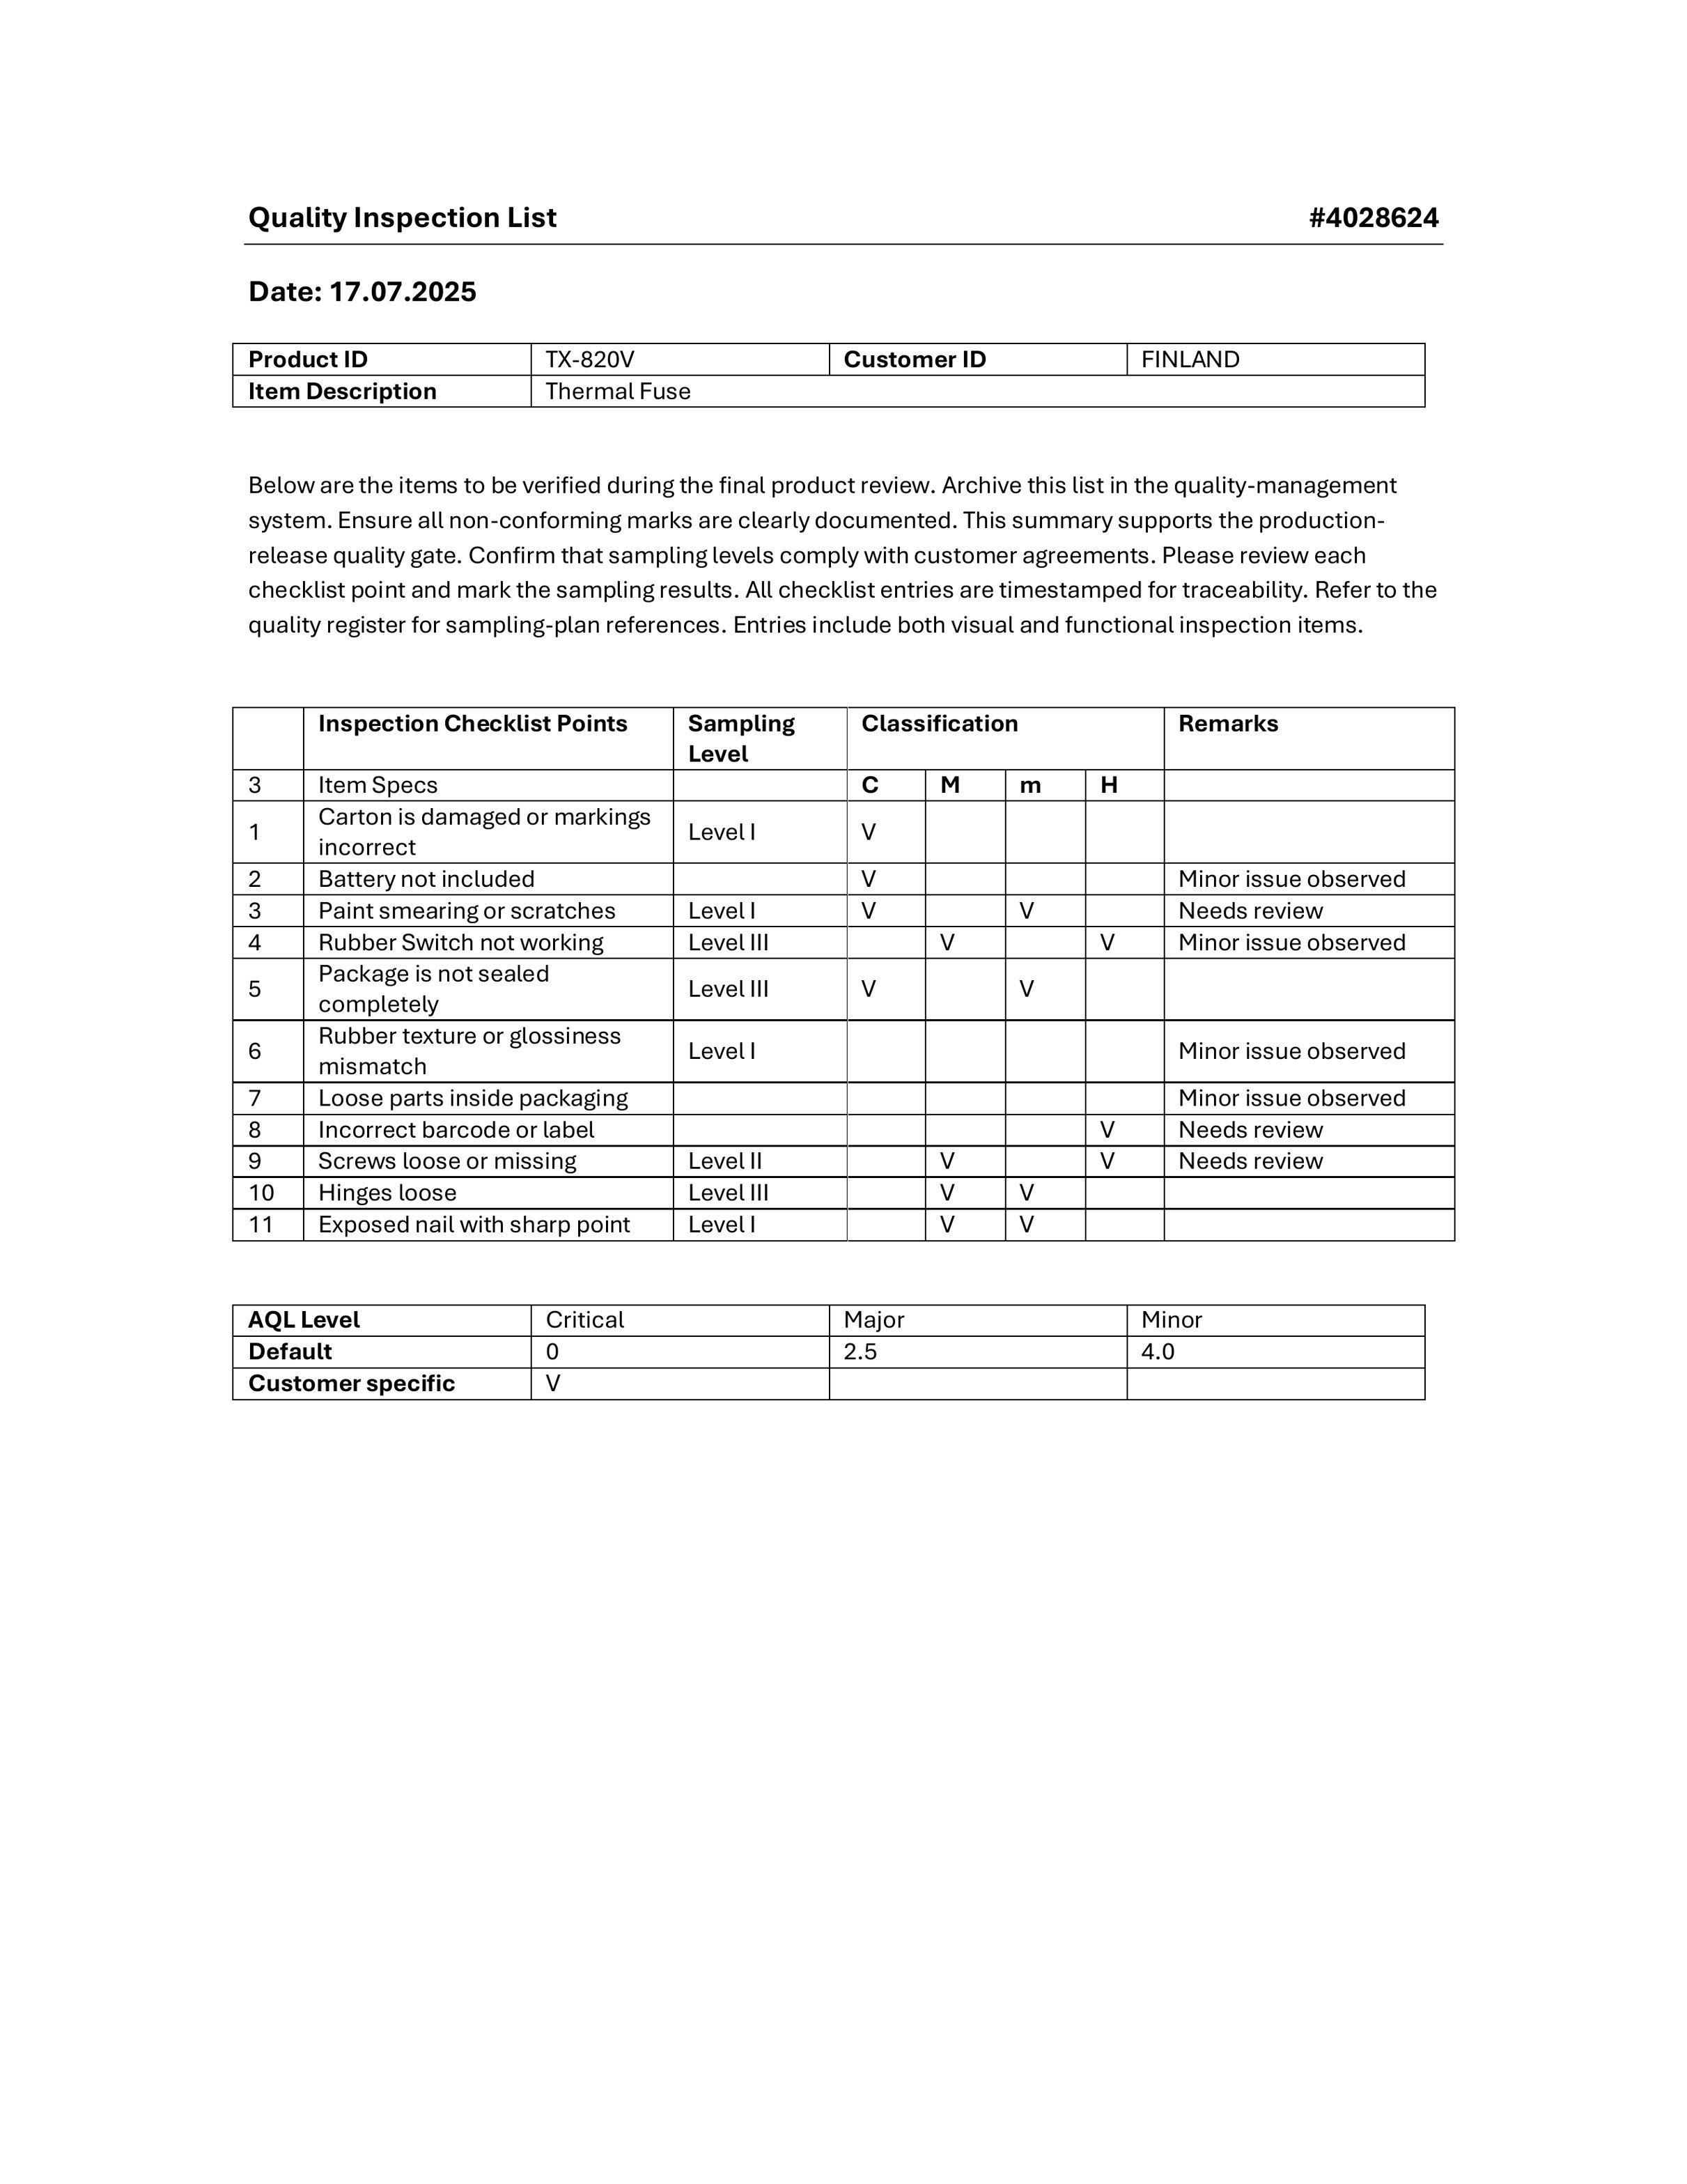 Quality Inspection List #4028624
Date: 17.07.2025
Product ID TX-820V Customer ID FINLAND
Item Description Thermal Fuse
Below are the items to be verified during the final product review. Archive this list in the quality-management
system. Ensure all non-conforming marks are clearly documented. This summary supports the production-
release quality gate. Confirm that sampling levels comply with customer agreements. Please review each
checklist point and mark the sampling results. All checklist entries are timestamped for traceability. Refer to the
quality register for sampling-plan references. Entries include both visual and functional inspection items.
Inspection Checklist Points Sampling Level Classification Remarks
3 Item Specs C M m H
1 Carton is damaged or markings incorrect Level I V
2 Battery not included V Minor issue observed
3 Paint smearing or scratches Level I V V Needs review
4 Rubber Switch not working Level III V V Minor issue observed
5 Package is not sealed completely Level III V V
6 Rubber texture or glossiness mismatch Level I Minor issue observed
7 Loose parts inside packaging Minor issue observed
8 Incorrect barcode or label V Needs review
9 Screws loose or missing Level II V V Needs review
10 Hinges loose Level III V V
11 Exposed nail with sharp point Level I V V
AQL Level Critical Major Minor
Default 0 2.5 4.0
Customer specific V